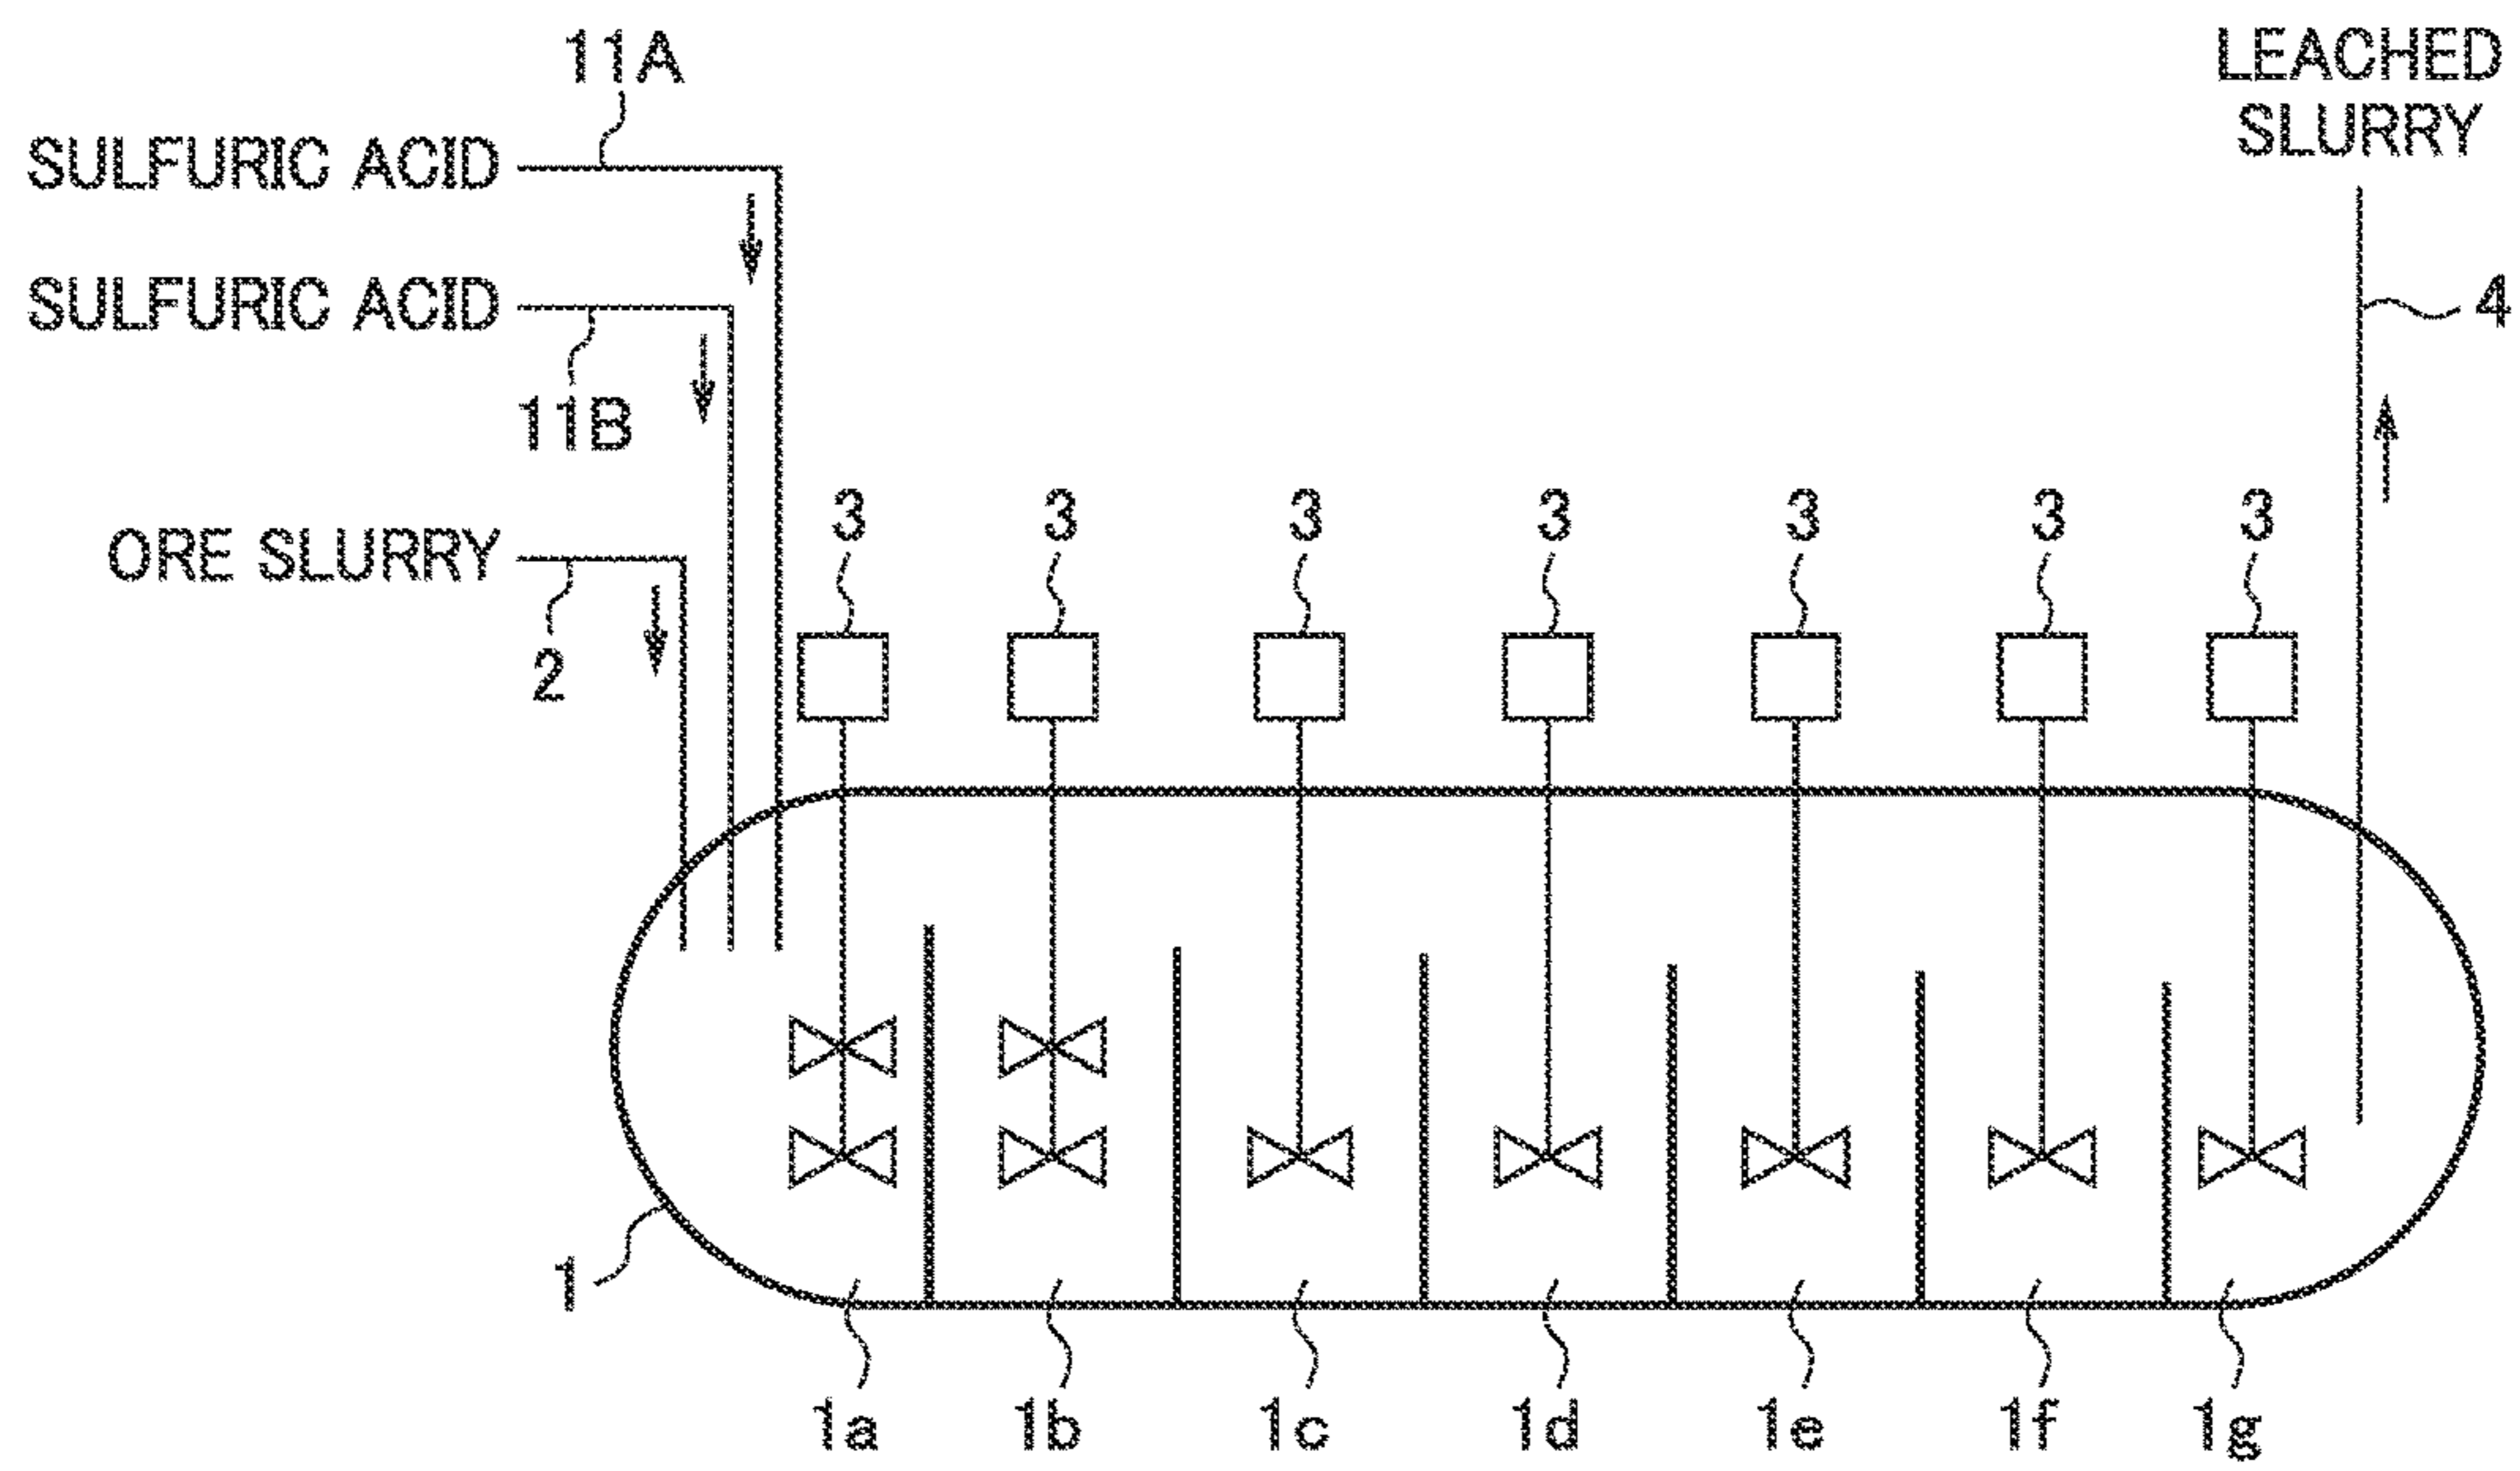 11A
LEACHED
SLURRY
SULFURIC ACID
SULFURIC ACID
4
11B
ORE SLURRY
3 3 3 3 3 3 3
2
1
1a 1b 1c 1d 1e 1f 1g